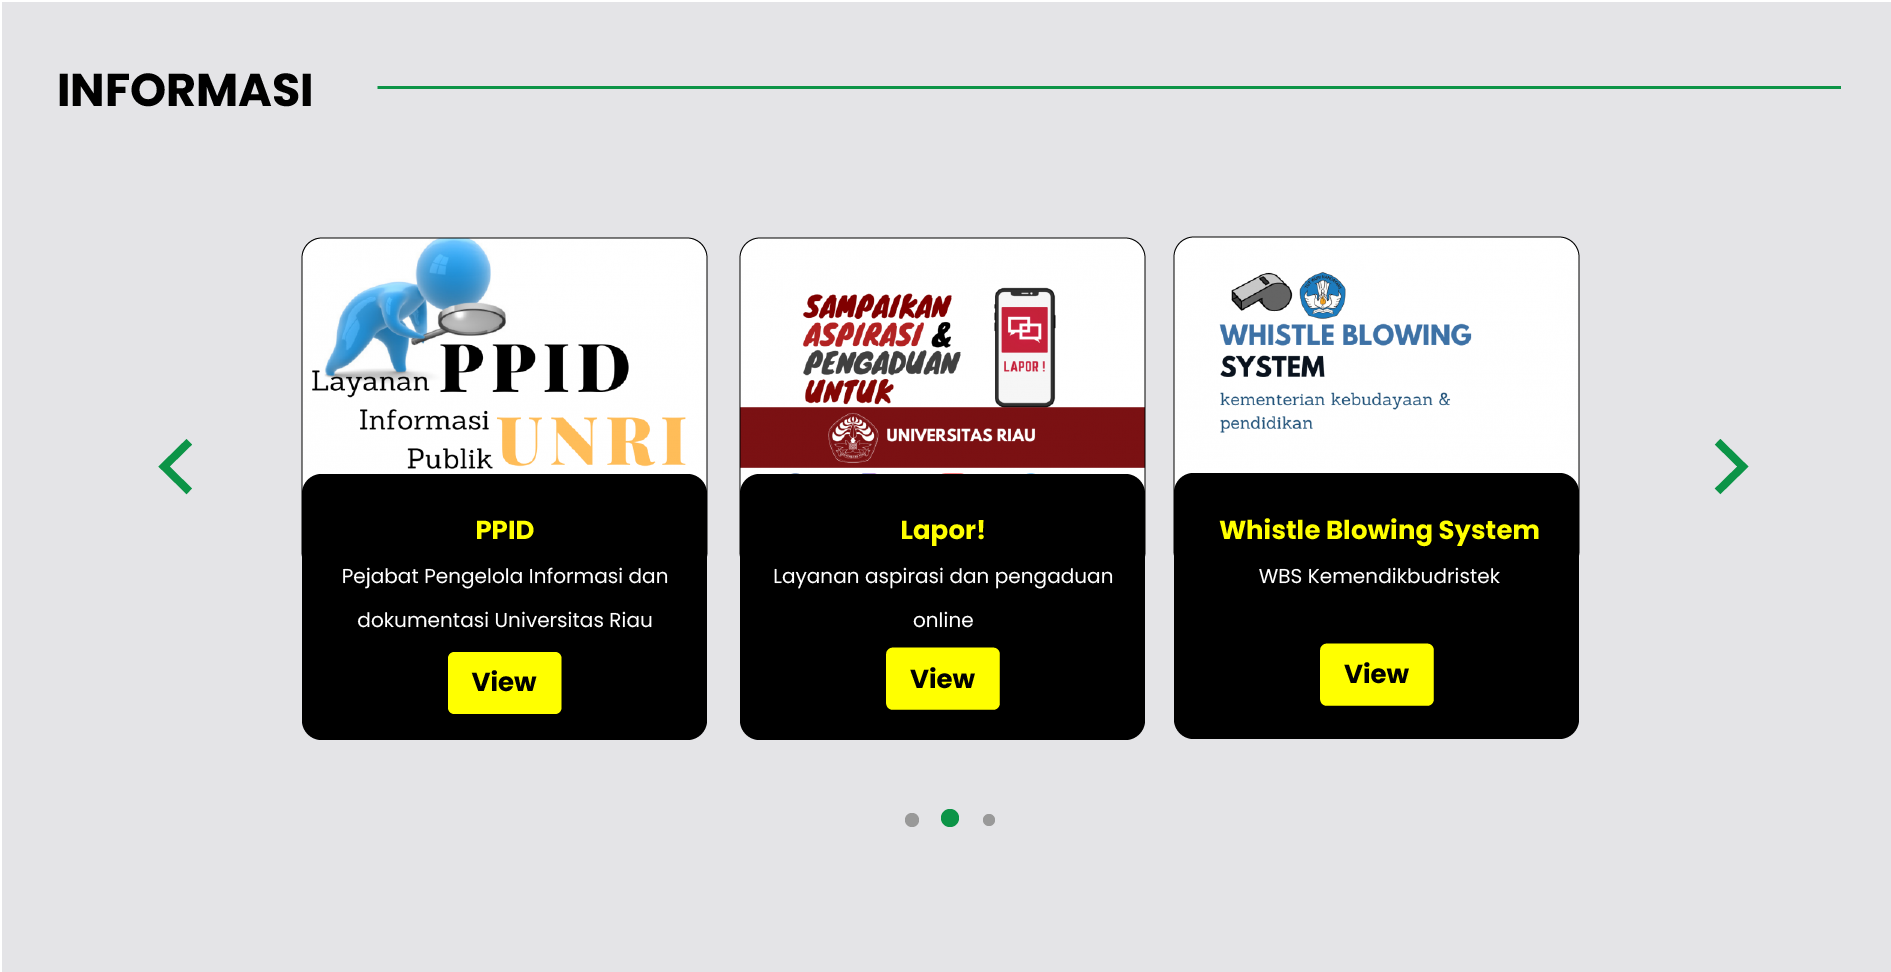 INFORMASI
Layanan PPID
Informasi UNRI
Publik
PPID
Pejabat Pengelola Informasi dan
dokumentasi Universitas Riau
View
SAMPAIKAN
ASPIRASI &
PENGADUAN
UNTUK
LAPOR !
UNIVERSITAS RIAU
Lapor!
Layanan aspirasi dan pengaduan
online
View
WHISTLE BLOWING
SYSTEM
kementerian kebudayaan &
pendidikan
Whistle Blowing System
WBS Kemendikbudristek
View